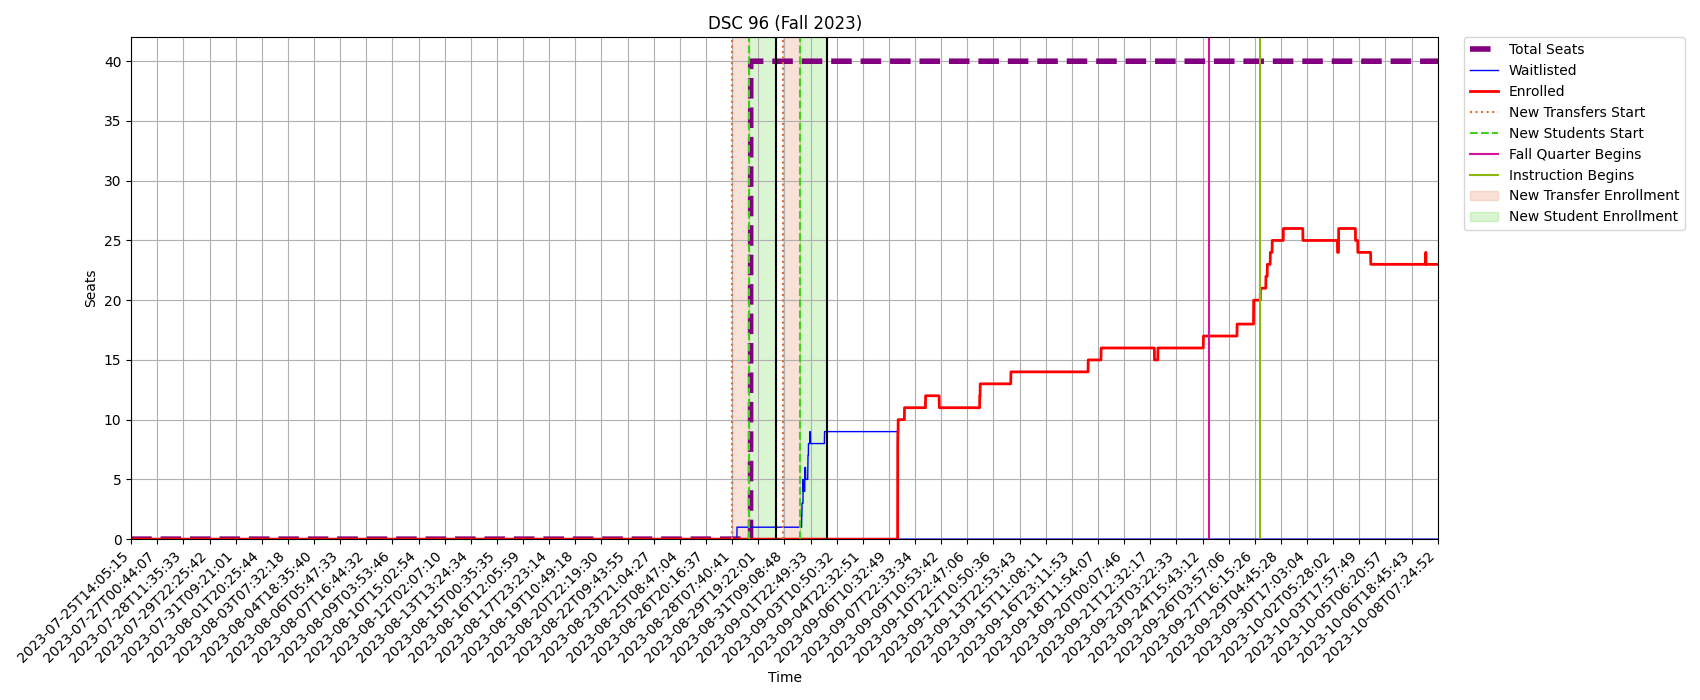 DSC 96 (Fall 2023)
Seats
40
35
30
25
20
15
10
5
0
2023-07-25T14:05:15
2023-07-27T00:44:07
2023-07-28T11:35:33
2023-07-29T22:25:42
2023-07-31T09:21:01
2023-08-01T20:25:44
2023-08-03T07:32:18
2023-08-04T18:35:40
2023-08-06T05:47:33
2023-08-07T16:44:32
2023-08-09T03:53:46
2023-08-10T15:02:54
2023-08-12T02:07:10
2023-08-13T13:24:34
2023-08-15T00:35:35
2023-08-16T12:05:59
2023-08-17T23:23:14
2023-08-19T10:49:18
2023-08-20T22:19:30
2023-08-22T09:43:55
2023-08-23T21:04:27
2023-08-25T08:47:04
2023-08-26T20:16:37
2023-08-28T07:40:41
2023-08-29T19:22:01
2023-08-31T09:08:48
2023-09-01T22:49:33
2023-09-03T10:50:32
2023-09-04T22:32:51
2023-09-06T10:32:49
2023-09-07T22:33:34
2023-09-09T10:53:42
2023-09-10T22:47:06
2023-09-12T10:50:36
2023-09-13T22:53:43
2023-09-15T11:08:11
2023-09-16T23:11:53
2023-09-18T11:54:07
2023-09-20T00:07:46
2023-09-21T12:32:17
2023-09-23T03:22:33
2023-09-24T15:43:12
2023-09-26T03:57:06
2023-09-27T16:15:26
2023-09-29T04:45:28
2023-09-30T17:03:04
2023-10-02T05:28:02
2023-10-03T17:57:49
2023-10-05T06:20:57
2023-10-06T18:45:43
2023-10-08T07:24:52
Time
Total Seats
Waitlisted
Enrolled
New Transfers Start
New Students Start
Fall Quarter Begins
Instruction Begins
New Transfer Enrollment
New Student Enrollment